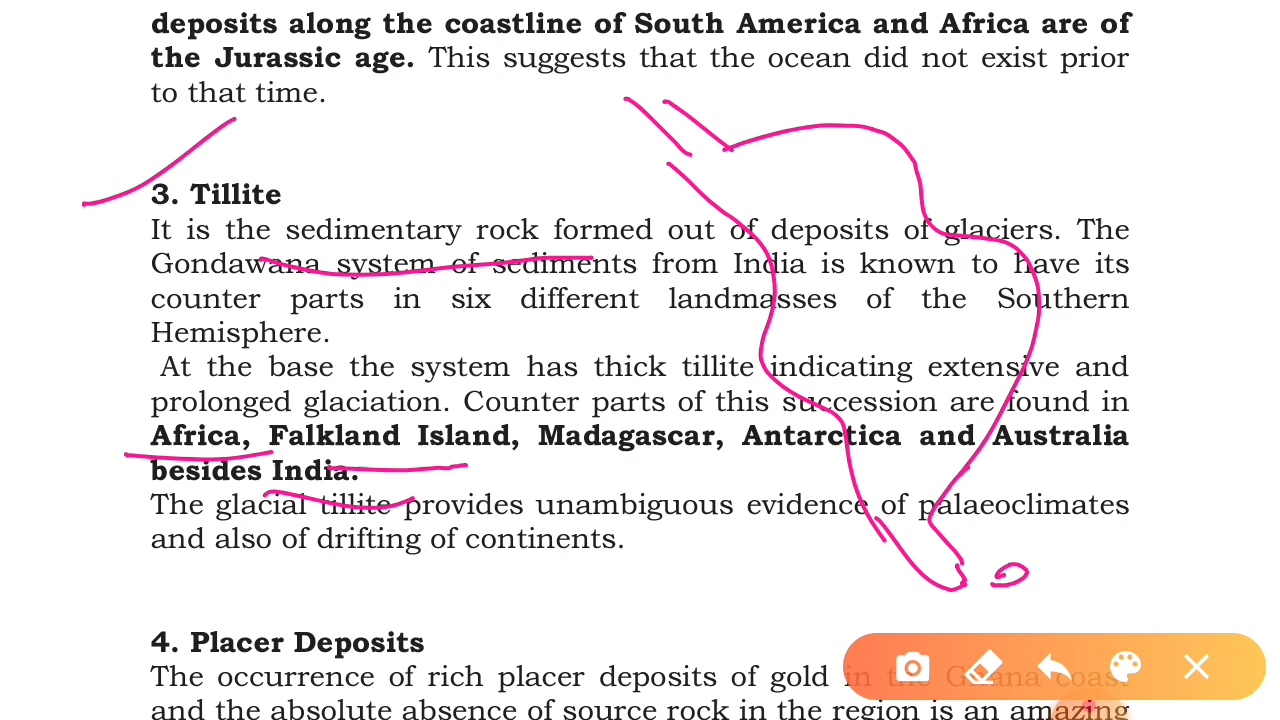 deposits along the coastline of South America and Africa are of
the Jurassic age. This suggests that the ocean did not exist prior
to that time.
3. Tillite
It is the sedimentary rock formed out of deposits of glaciers. The
Gondawana system of sediments from India is known to have its
counter parts in six different landmasses of the Southern
Hemisphere.
At the base the system has thick tillite indicating extensive and
prolonged glaciation. Counter parts of this succession are found in
Africa, Falkland Island, Madagascar, Antarctica and Australia
besides India.
The glacial tillite provides unambiguous evidence of palaeoclimates
and also of drifting of continents.
4. Placer Deposits
The occurrence of rich placer deposits of gold in the Ghana coast
and the absolute absence of source rock in the region is an amazing